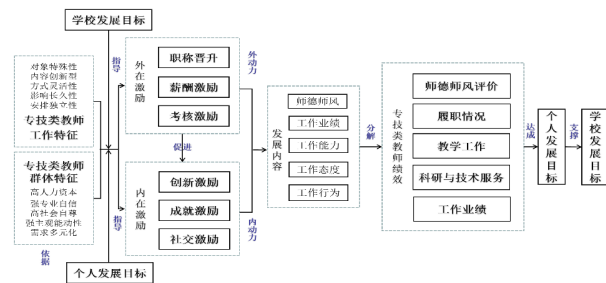 学校发展目标
对象特殊性
内容创新型
方式灵活性
影响长久性
安排独立性
专技类教师
工作特征
专技类教师
群体特征
高人力资本
强专业自信
高社会自尊
强主观能动性
需求多元化
依据
个人发展目标
指导
指导
外在激励
职称晋升
薪酬激励
考核激励
促进
内在激励
创新激励
成就激励
社交激励
外动力
内动力
发展内容
师德师风
工作业绩
工作能力
工作态度
工作行为
分解
专技类教师绩效
师德师风评价
履职情况
教学工作
科研与技术服务
工作业绩
达成
个人发展目标
支撑
学校发展目标